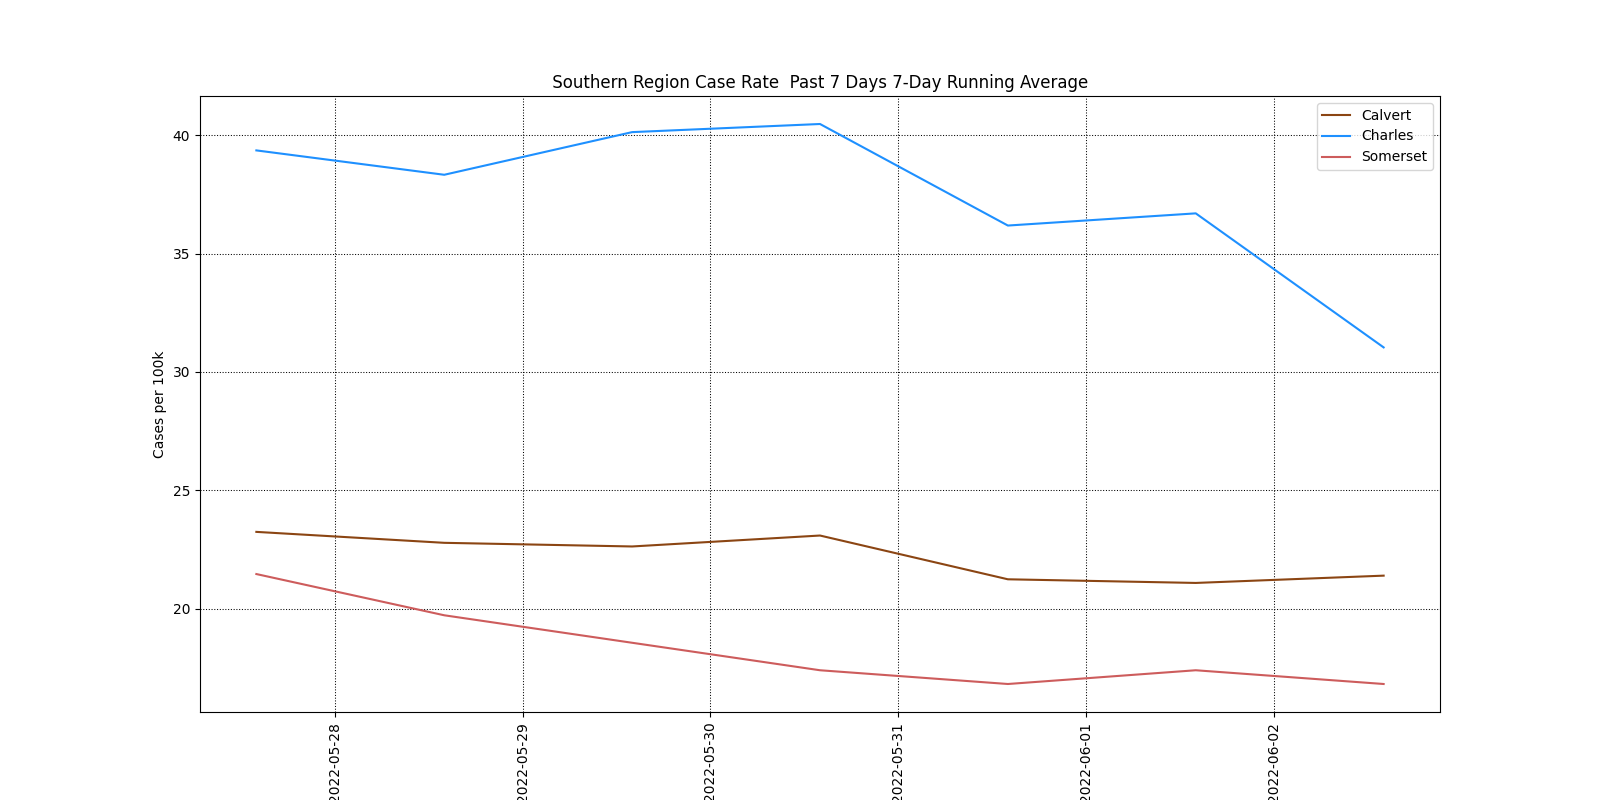 Southern Region Case Rate  Past 7 Days 7-Day Running Average
Calvert
Charles
Somerset
Cases per 100k
40
35
30
25
20
2022-05-28
2022-05-29
2022-05-30
2022-05-31
2022-06-01
2022-06-02